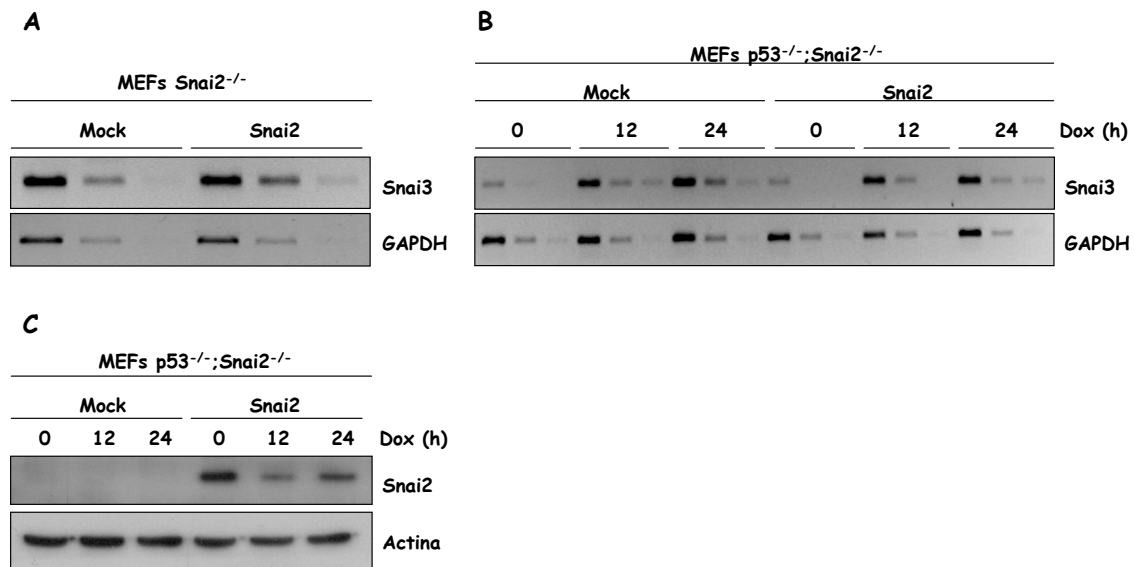 A
MEFs Snai2-/-
Mock Snai2
Snai3
GAPDH
B
MEFs p53-/-;Snai2-/-
Mock Snai2
0 12 24 0 12 24 Dox (h)
Snai3
GAPDH
C
MEFs p53-/-;Snai2-/-
Mock Snai2
0 12 24 0 12 24 Dox (h)
Snai2
Actina